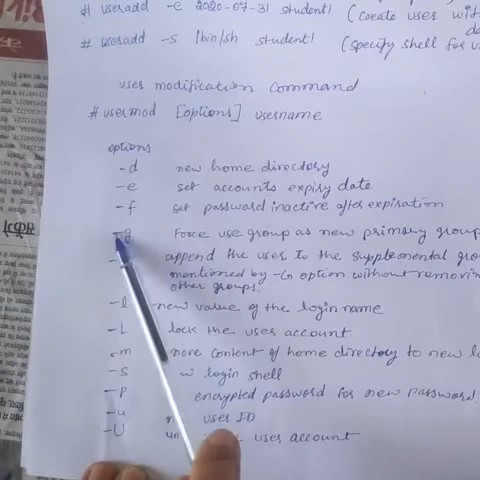 # useradd -e 2020-07-31 student1 (create user with
# useradd -s /bin/sh student1 (specify shell for
user modification command
# usermod [options] username
options
-d new home directory
-e set accounts expiry date
-f set password inactive after expiration
-g Force use group as new primary group
append the user to the supplemental
mentioned by -G option without removing
other groups.
-l new value of the login name
-L lock the user account
-m move content of home directory to new
-s login shell
-p encrypted password for new password
-u user ID
-U user account